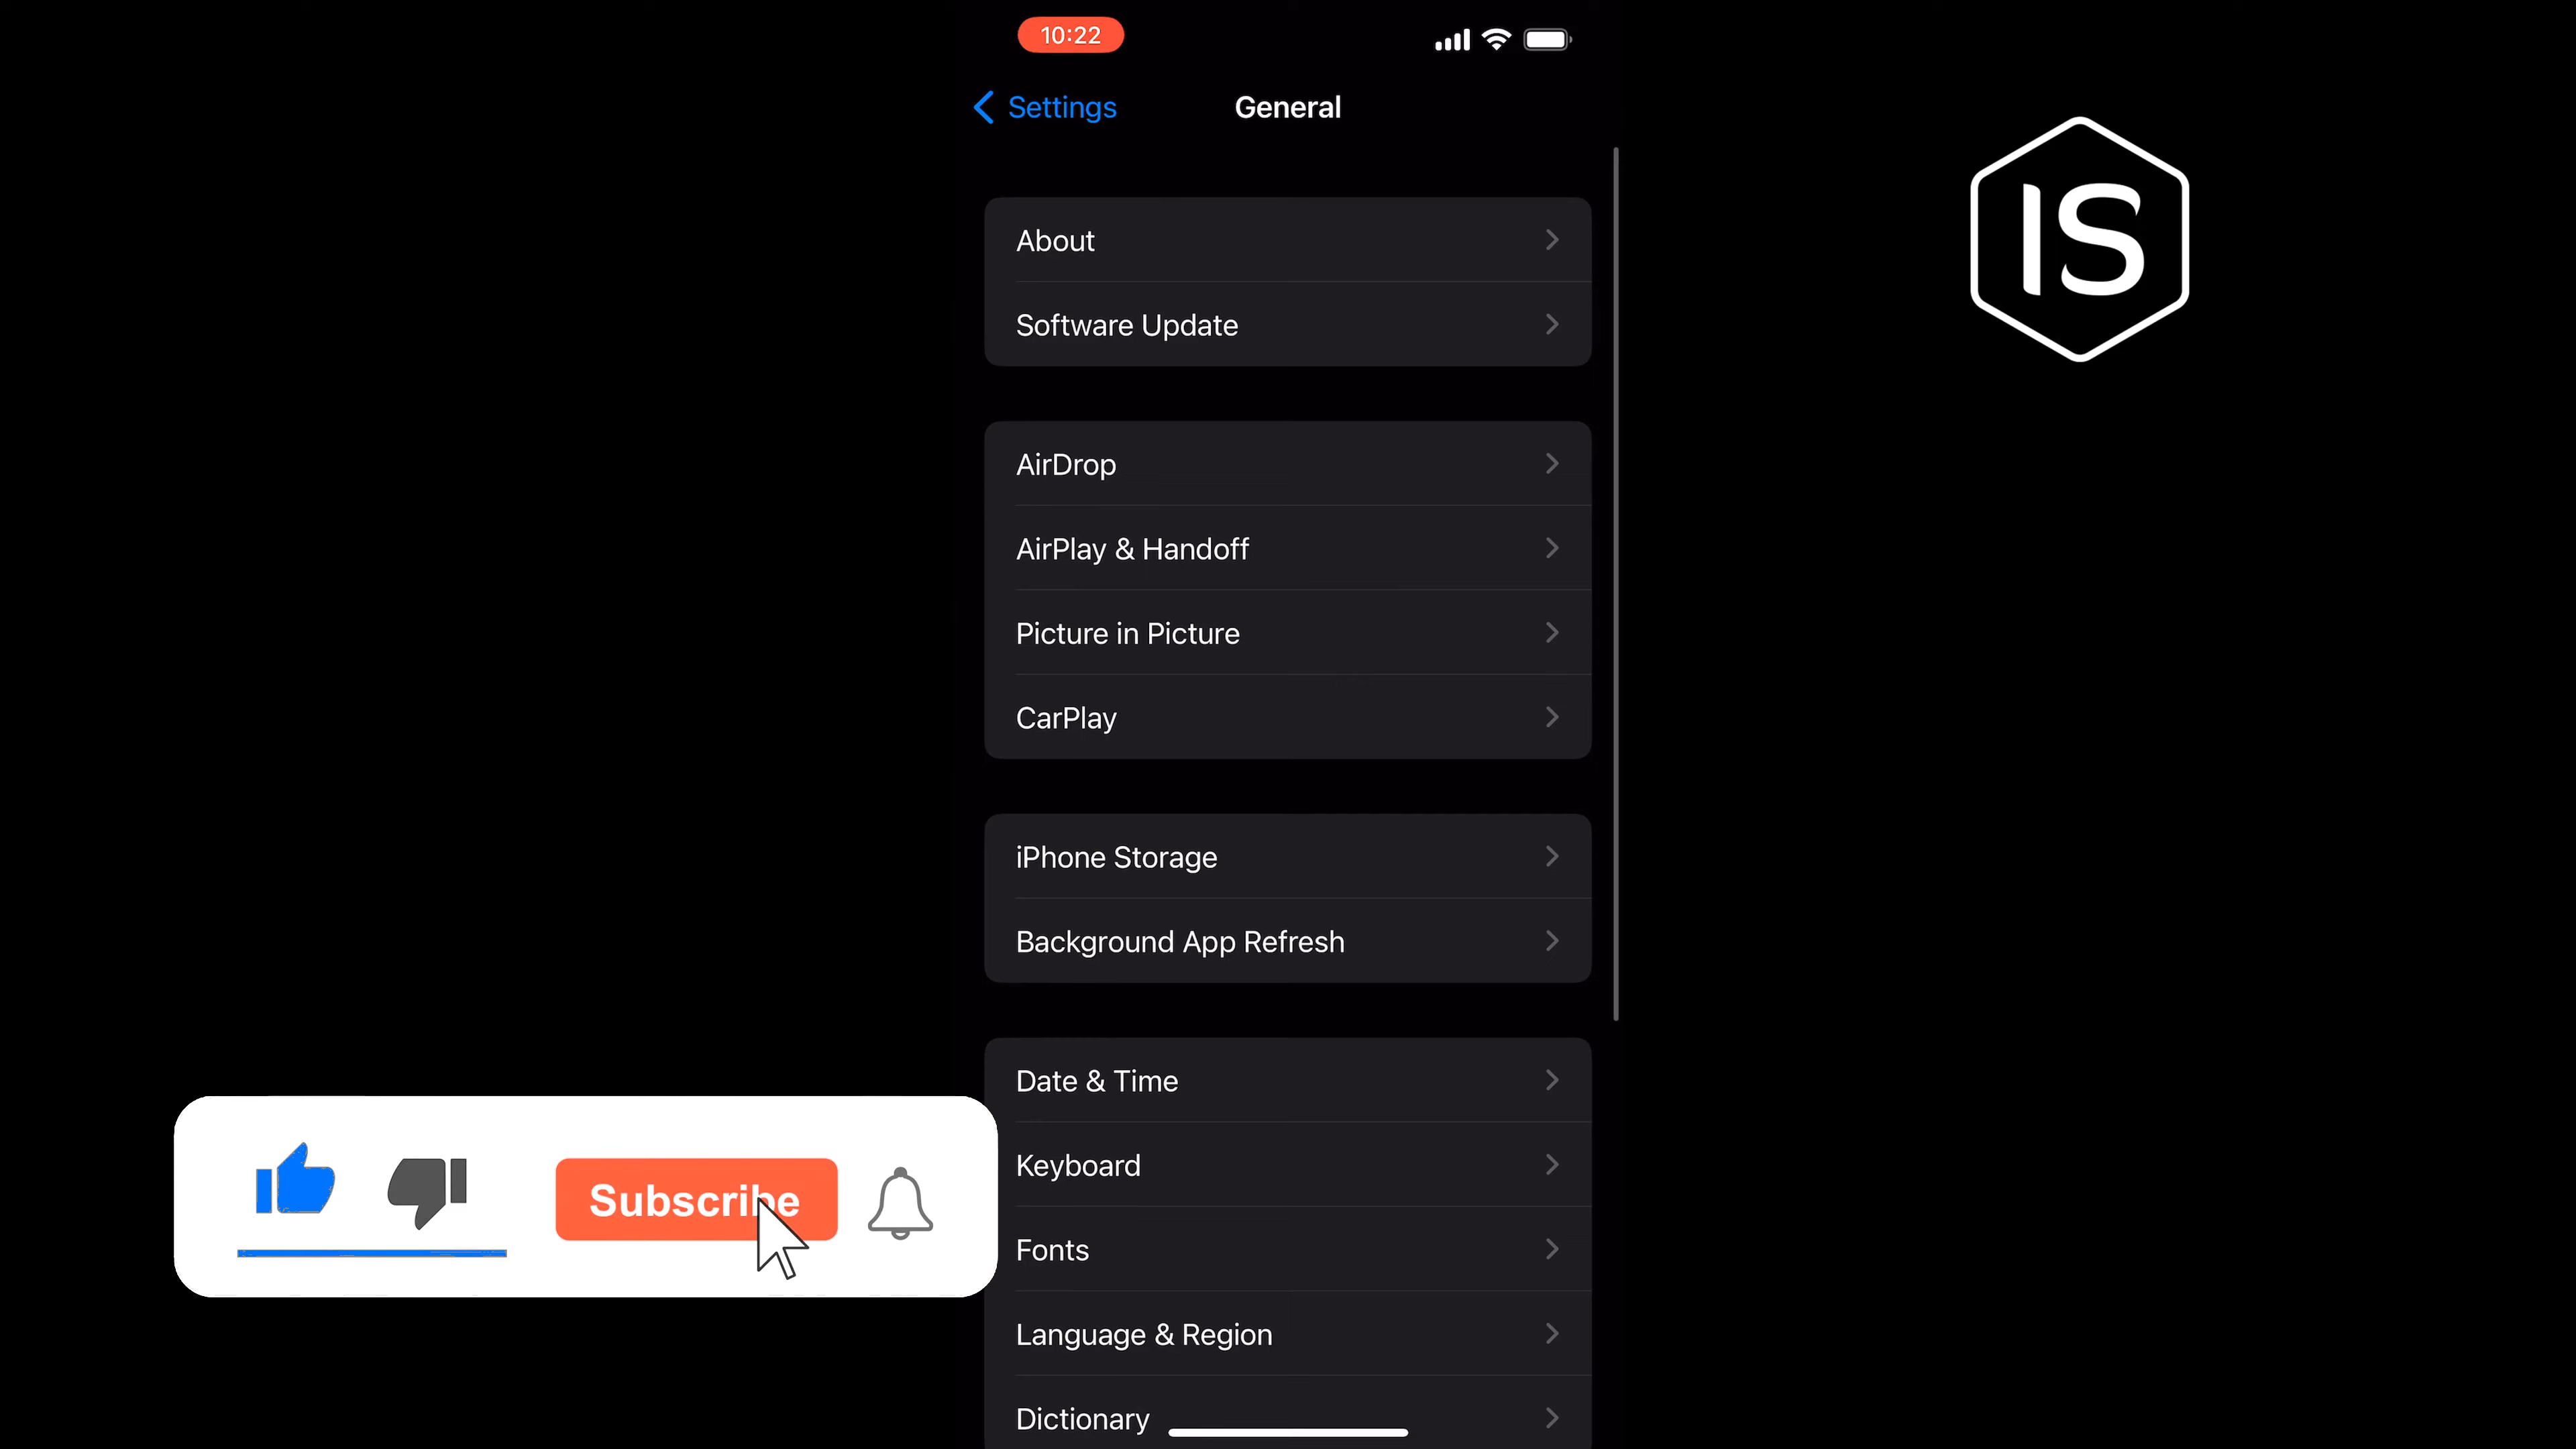 10:22
Settings
General
IS
About
Software Update
AirDrop
AirPlay & Handoff
Picture in Picture
CarPlay
iPhone Storage
Background App Refresh
Date & Time
Keyboard
Subscribe
Fonts
Language & Region
Dictionary